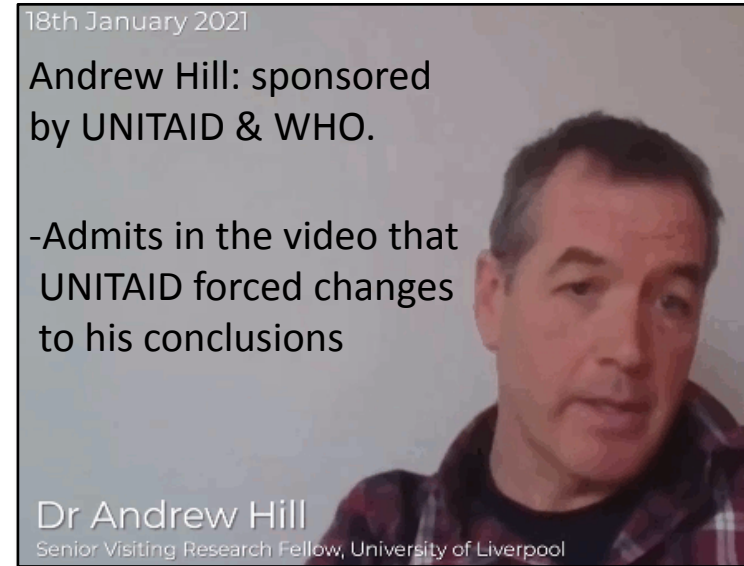 18th January 2021
Andrew Hill: sponsored
by UNITAID & WHO.
-Admits in the video that
UNITAID forced changes
to his conclusions
Dr Andrew Hill
Senior Visiting Research Fellow, University of Liverpool